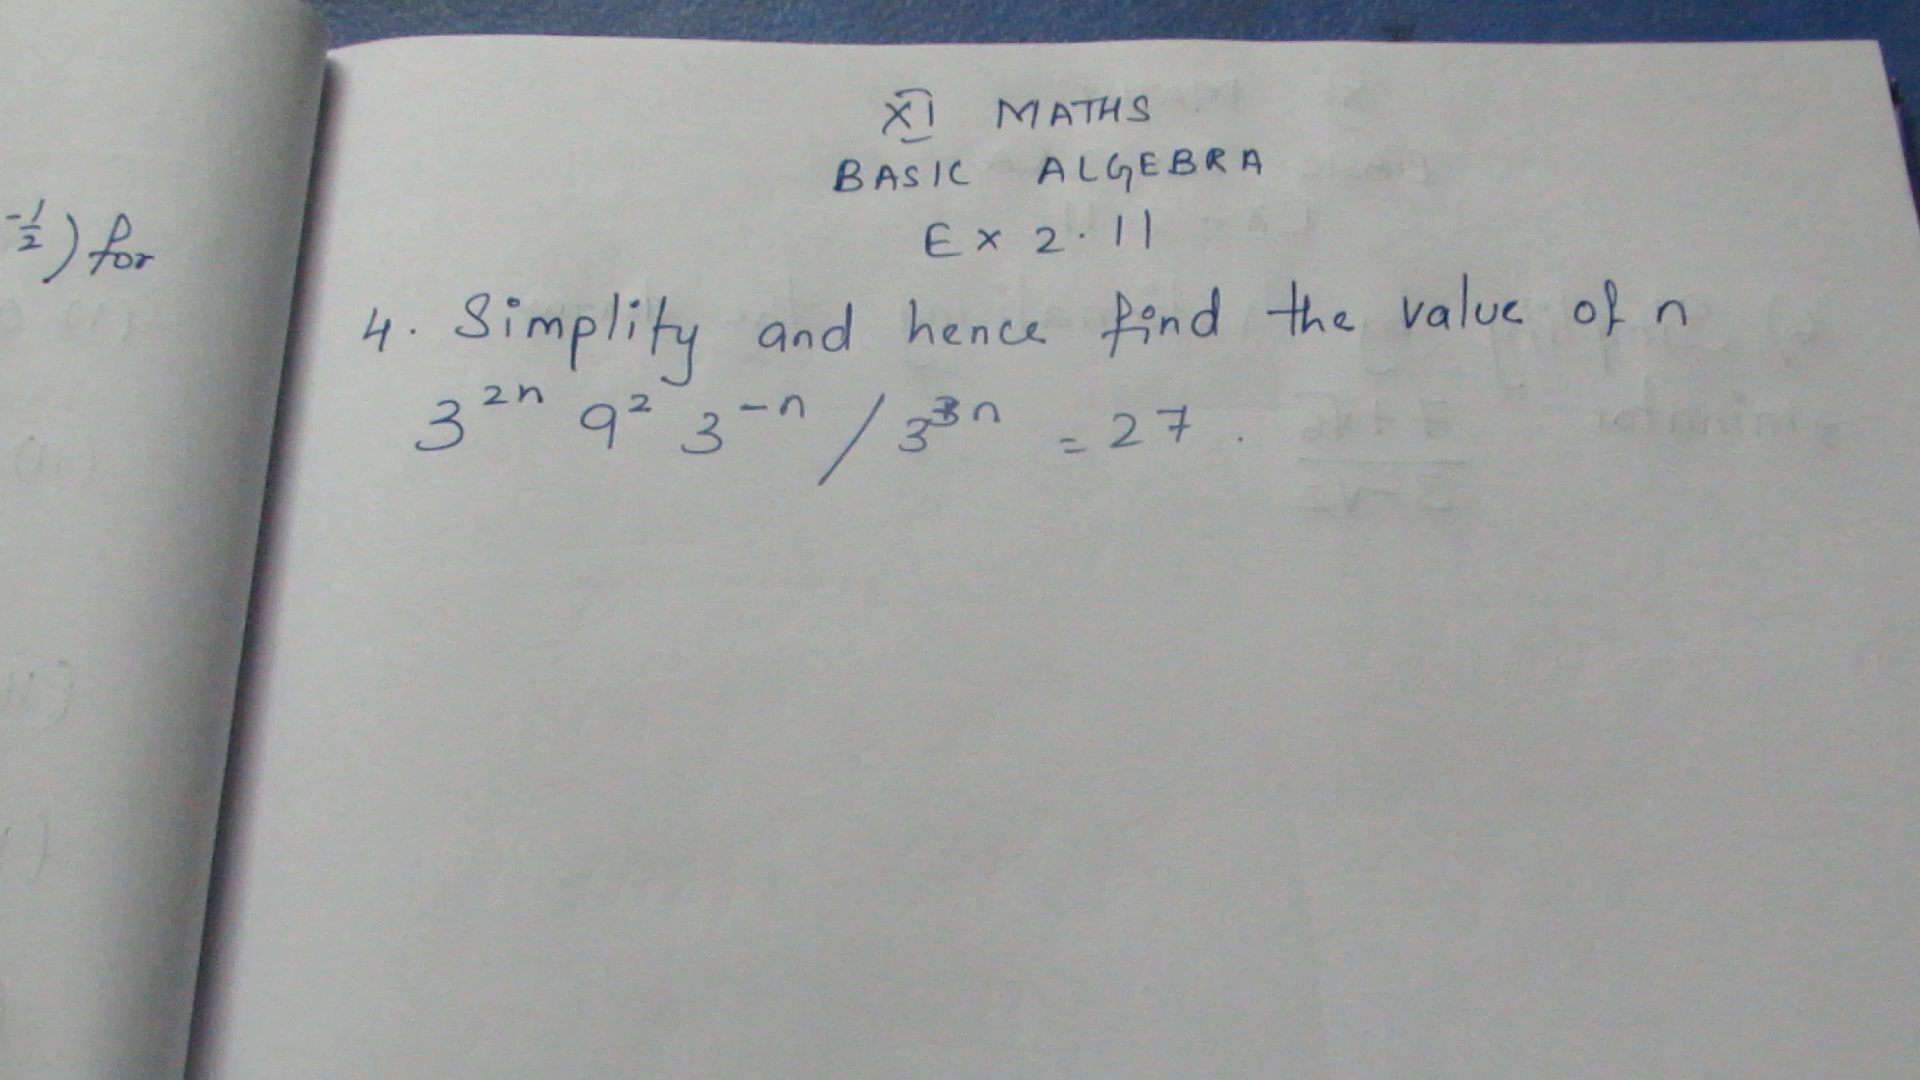 -1/2) for
XI MATHS
BASIC ALGEBRA
Ex 2.11
4. Simplity and hence find the value of n
3^2n 9^2 3^-n / 3^3n = 27.